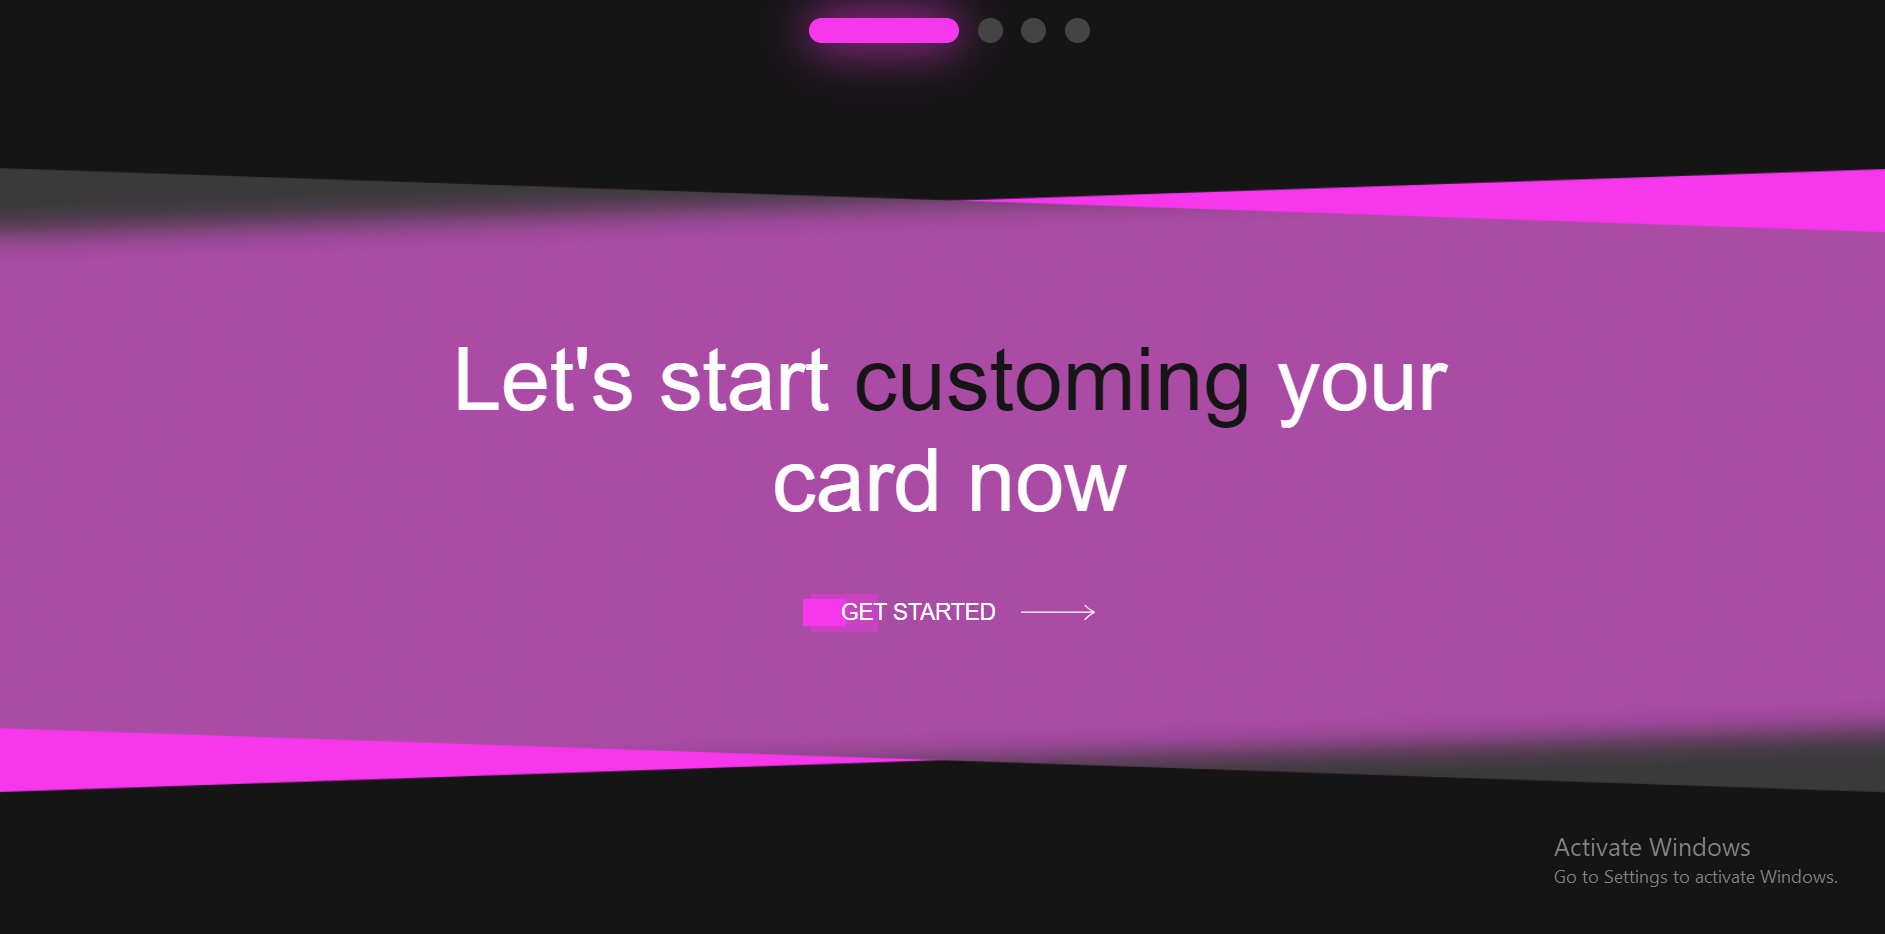 Let's start customing your
card now
GET STARTED
Activate Windows
Go to Settings to activate Windows.